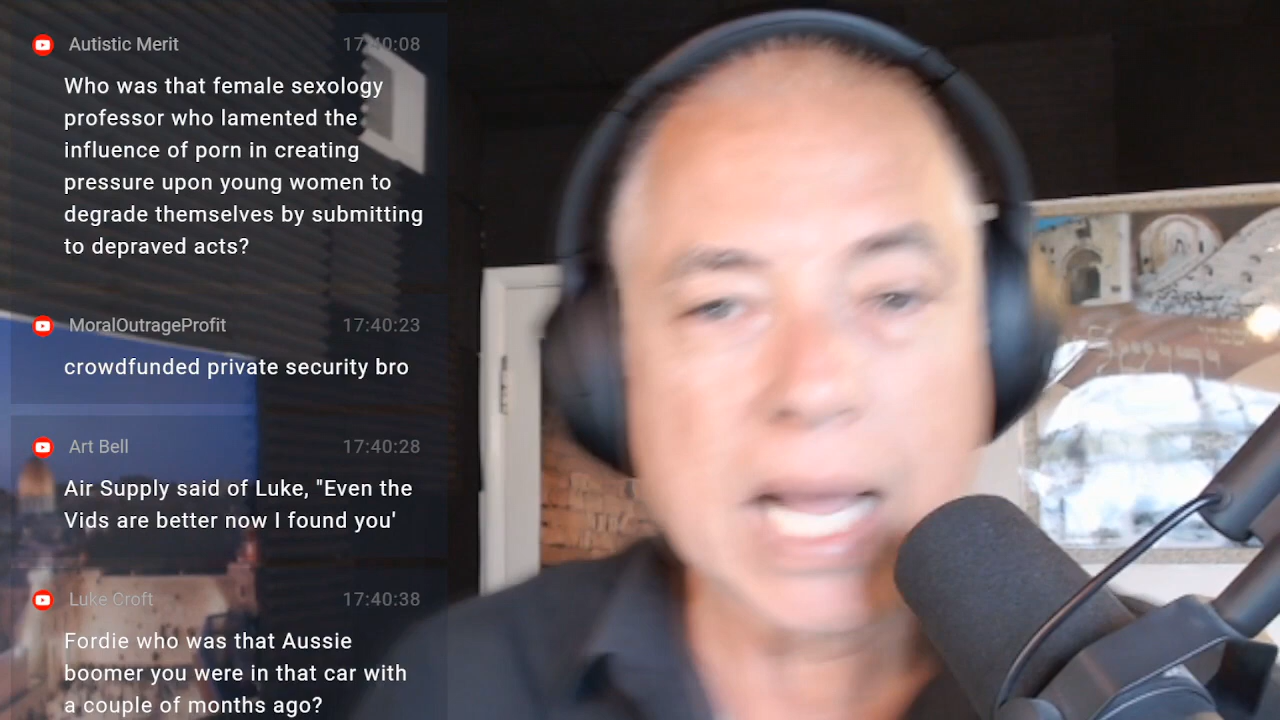 Autistic Merit 17:40:08
Who was that female sexology
professor who lamented the
influence of porn in creating
pressure upon young women to
degrade themselves by submitting
to depraved acts?
MoralOutrageProfit 17:40:23
crowdfunded private security bro
Art Bell 17:40:28
Air Supply said of Luke, "Even the
Vids are better now I found you'
Luke Croft 17:40:38
Fordie who was that Aussie
boomer you were in that car with
a couple of months ago?